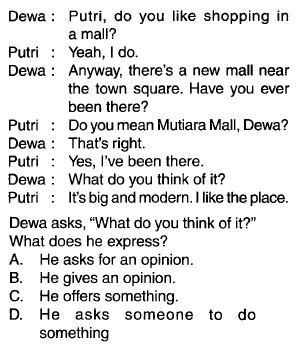 Dewa : Putri, do you like shopping in
a mall?
Putri : Yeah, I do.
Dewa : Anyway, there's a new mall near
the town square. Have you ever
been there?
Putri : Do you mean Mutiara Mall, Dewa?
Dewa : That's right.
Putri : Yes, I've been there.
Dewa : What do you think of it?
Putri : It's big and modern. I like the place.
Dewa asks, “What do you think of it?”
What does he express?
A. He asks for an opinion.
B. He gives an opinion.
C. He offers something.
D. He asks someone to do
something